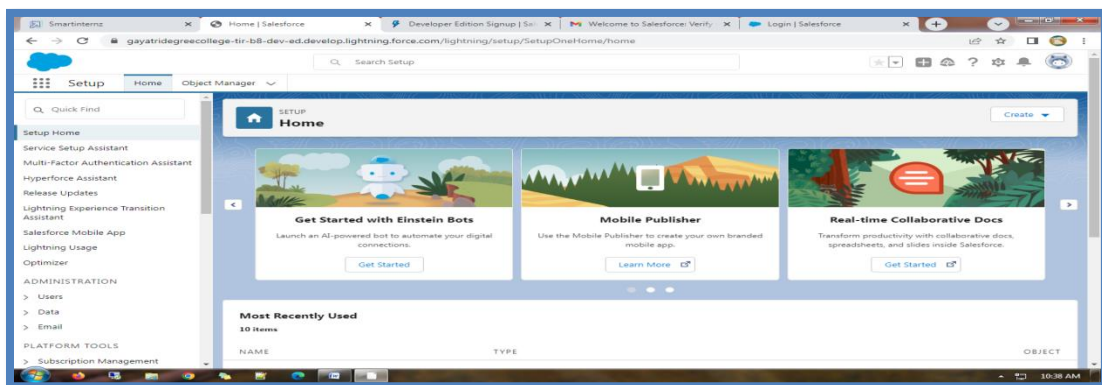 Smartinternz
Home | Salesforce
Developer Edition Signup | Sal
Welcome to Salesforce: Verify
Login | Salesforce
gayatridegreecollege-tir-b8-dev-ed.develop.lightning.force.com/lightning/setup/SetupOneHome/home
Search Setup
Setup
Home
Object Manager
Quick Find
Setup Home
Service Setup Assistant
Multi-Factor Authentication Assistant
Hyperforce Assistant
Release Updates
Lightning Experience Transition
Assistant
Salesforce Mobile App
Lightning Usage
Optimizer
ADMINISTRATION
Users
Data
Email
PLATFORM TOOLS
Subscription Management
SETUP
Home
Create
Get Started with Einstein Bots
Launch an AI-powered bot to automate your digital
connections.
Get Started
Mobile Publisher
Use the Mobile Publisher to create your own branded
mobile app.
Learn More
Real-time Collaborative Docs
Transform productivity with collaborative docs,
spreadsheets, and slides inside Salesforce.
Get Started
Most Recently Used
10 items
NAME
TYPE
OBJECT
10:38 AM